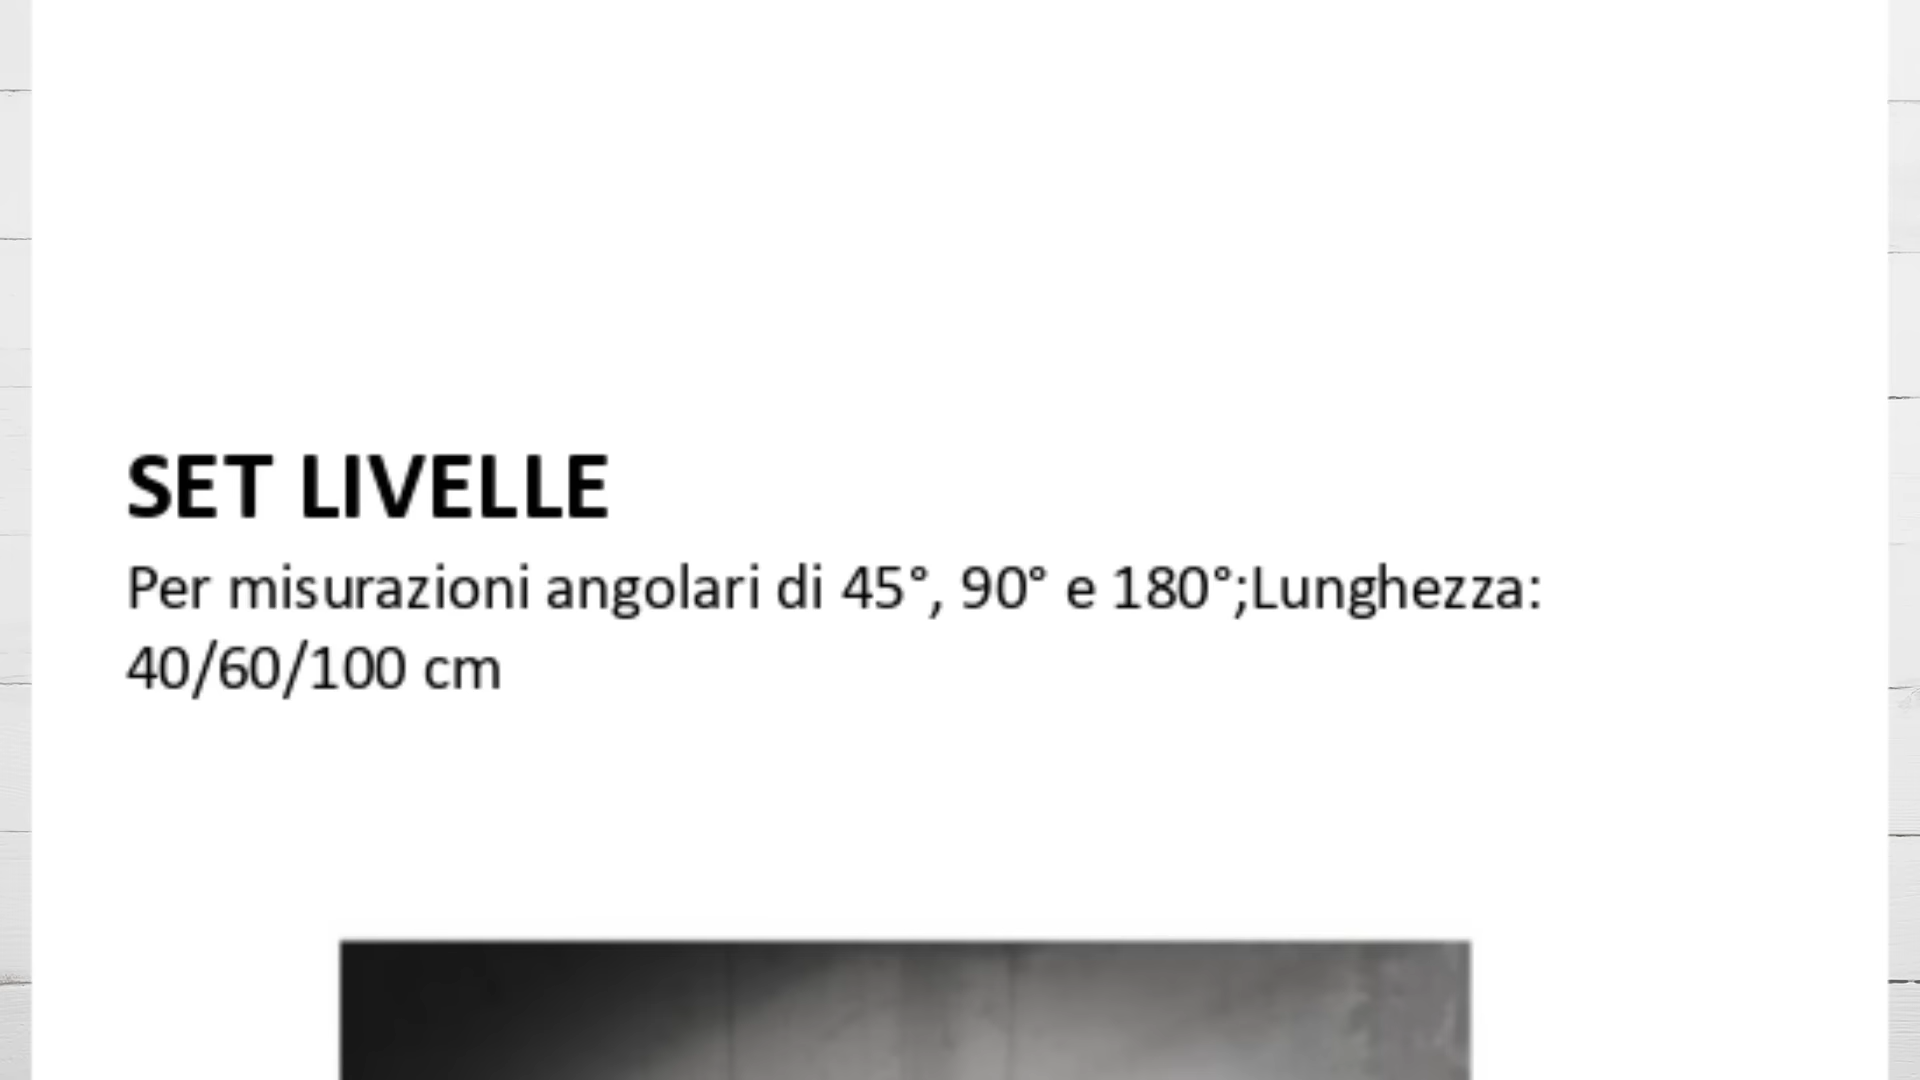 SET LIVELLE
Per misurazioni angolari di 45°, 90° e 180°;Lunghezza:
40/60/100 cm